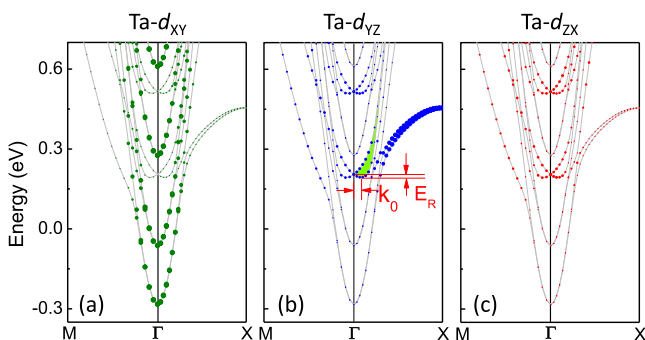 Ta-dXY Ta-dYZ Ta-dZX
Energy (eV)
0.6
0.3
0.0
-0.3
k0 ER
(a) (b) (c)
M Γ X M Γ X M Γ X